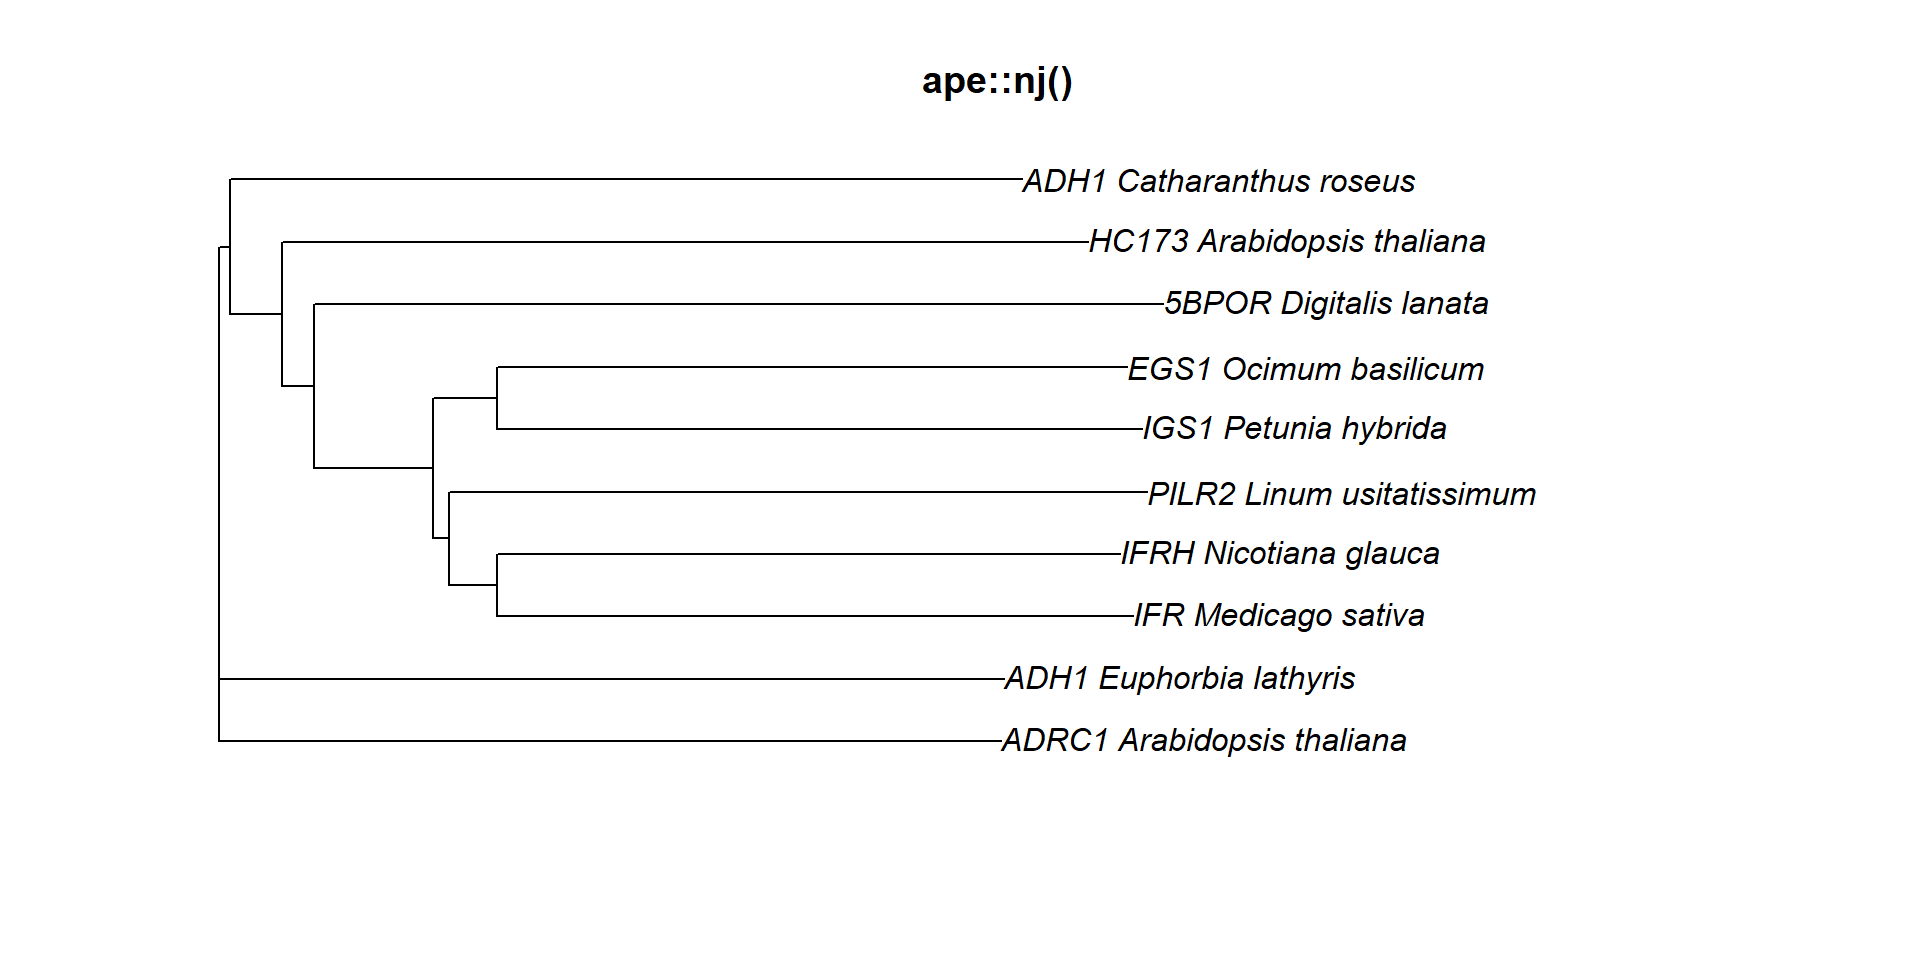 ape::nj()
ADH1 Catharanthus roseus
HC173 Arabidopsis thaliana
5BPOR Digitalis lanata
EGS1 Ocimum basilicum
IGS1 Petunia hybrida
PILR2 Linum usitatissimum
IFRH Nicotiana glauca
IFR Medicago sativa
ADH1 Euphorbia lathyris
ADRC1 Arabidopsis thaliana